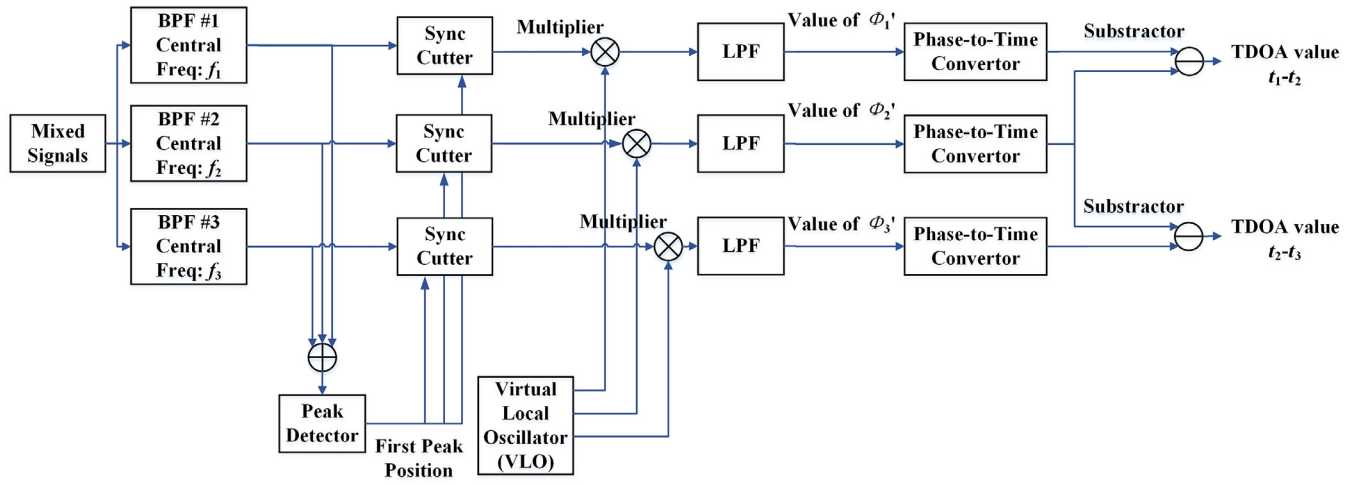 Mixed
Signals
BPF #1
Central
Freq: f1
BPF #2
Central
Freq: f2
BPF #3
Central
Freq: f3
Peak
Detector
First Peak
Position
Sync
Cutter
Sync
Cutter
Sync
Cutter
Virtual
Local
Oscillator
(VLO)
Multiplier
Multiplier
Multiplier
LPF
LPF
LPF
Value of Φ1'
Value of Φ2'
Value of Φ3'
Phase-to-Time
Convertor
Phase-to-Time
Convertor
Phase-to-Time
Convertor
Substractor
Substractor
TDOA value
t1-t2
TDOA value
t2-t3